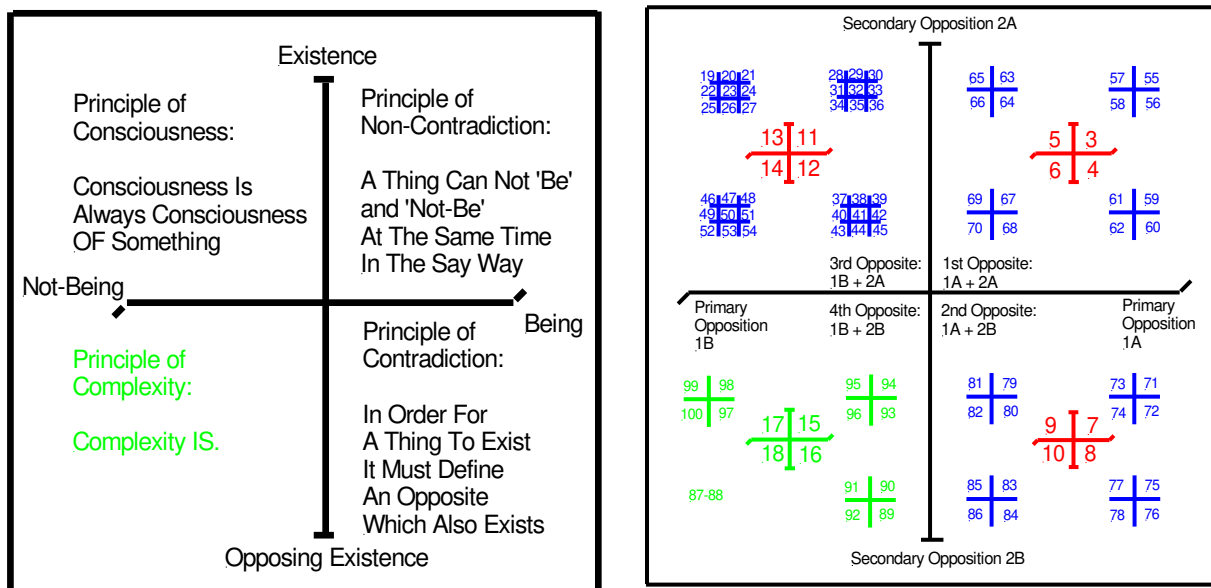 Existence
Principle of
Consciousness:
Consciousness Is
Always Consciousness
OF Something
Principle of
Non-Contradiction:
A Thing Can Not 'Be'
and 'Not-Be'
At The Same Time
In The Say Way
Not-Being
Being
Principle of
Complexity:
Complexity IS.
Principle of
Contradiction:
In Order For
A Thing To Exist
It Must Define
An Opposite
Which Also Exists
Opposing Existence
Secondary Opposition 2A
19 20 21
22 23 24
25 26 27
28 29 30
31 32 33
34 35 36
13 11
14 12
46 47 48
49 50 51
52 53 54
37 38 39
40 41 42
43 44 45
65 63
66 64
57 55
58 56
5 3
6 4
69 67
70 68
61 59
62 60
3rd Opposite:
1B + 2A
1st Opposite:
1A + 2A
Primary
Opposition
1B
4th Opposite:
1B + 2B
2nd Opposite:
1A + 2B
Primary
Opposition
1A
99 98
100 97
95 94
96 93
17 15
18 16
87-88
91 90
92 89
81 79
82 80
73 71
74 72
9 7
10 8
85 83
86 84
77 75
78 76
Secondary Opposition 2B